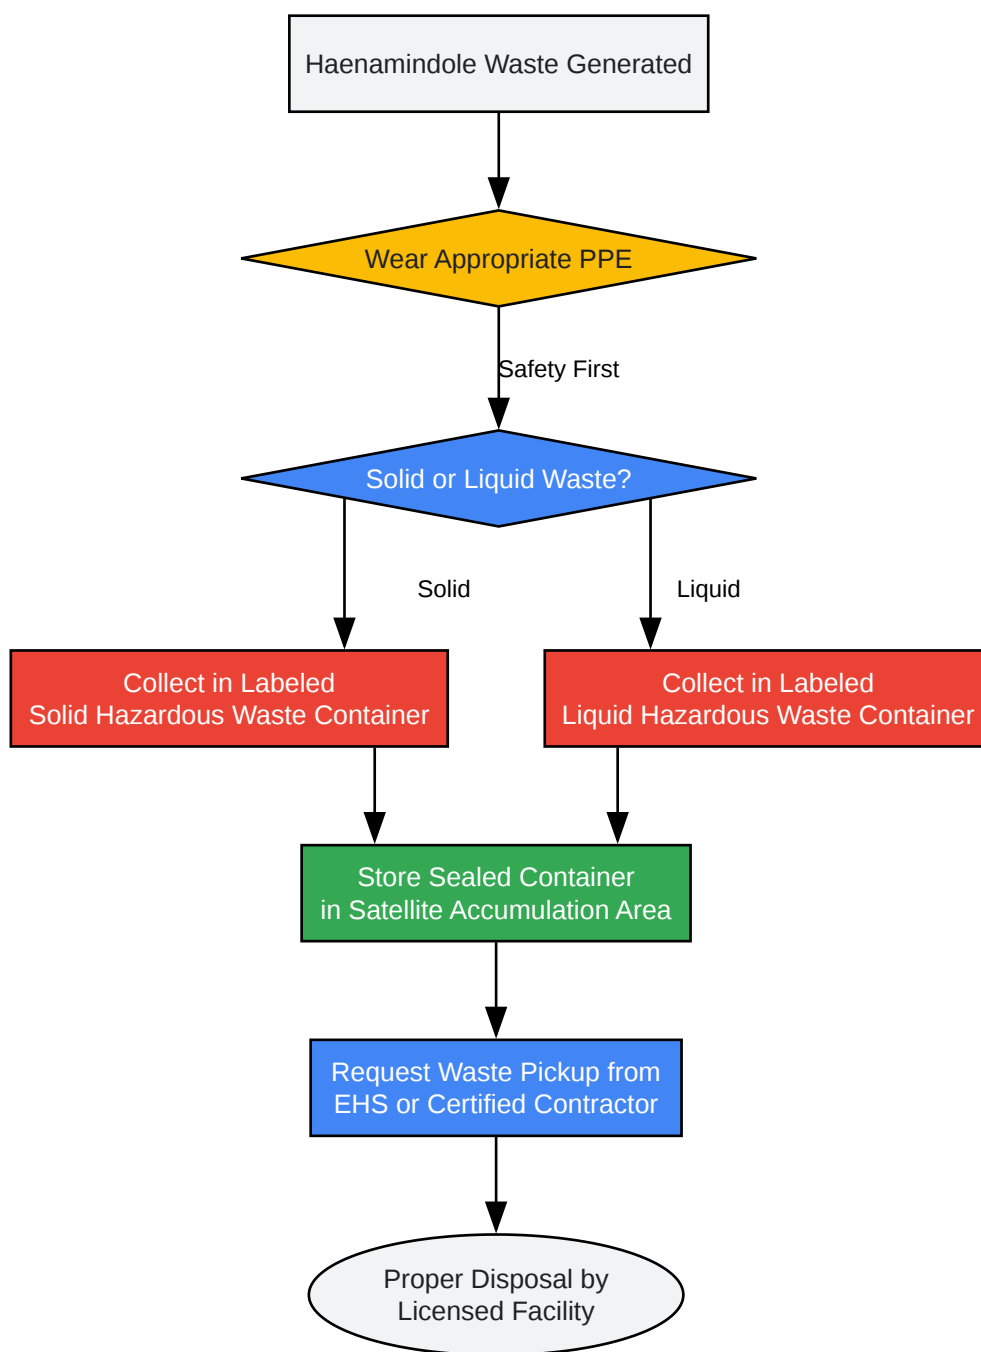 Haenamindole Waste Generated
Wear Appropriate PPE
Safety First
Solid or Liquid Waste?
Solid
Liquid
Collect in Labeled
Solid Hazardous Waste Container
Collect in Labeled
Liquid Hazardous Waste Container
Store Sealed Container
in Satellite Accumulation Area
Request Waste Pickup from
EHS or Certified Contractor
Proper Disposal by
Licensed Facility